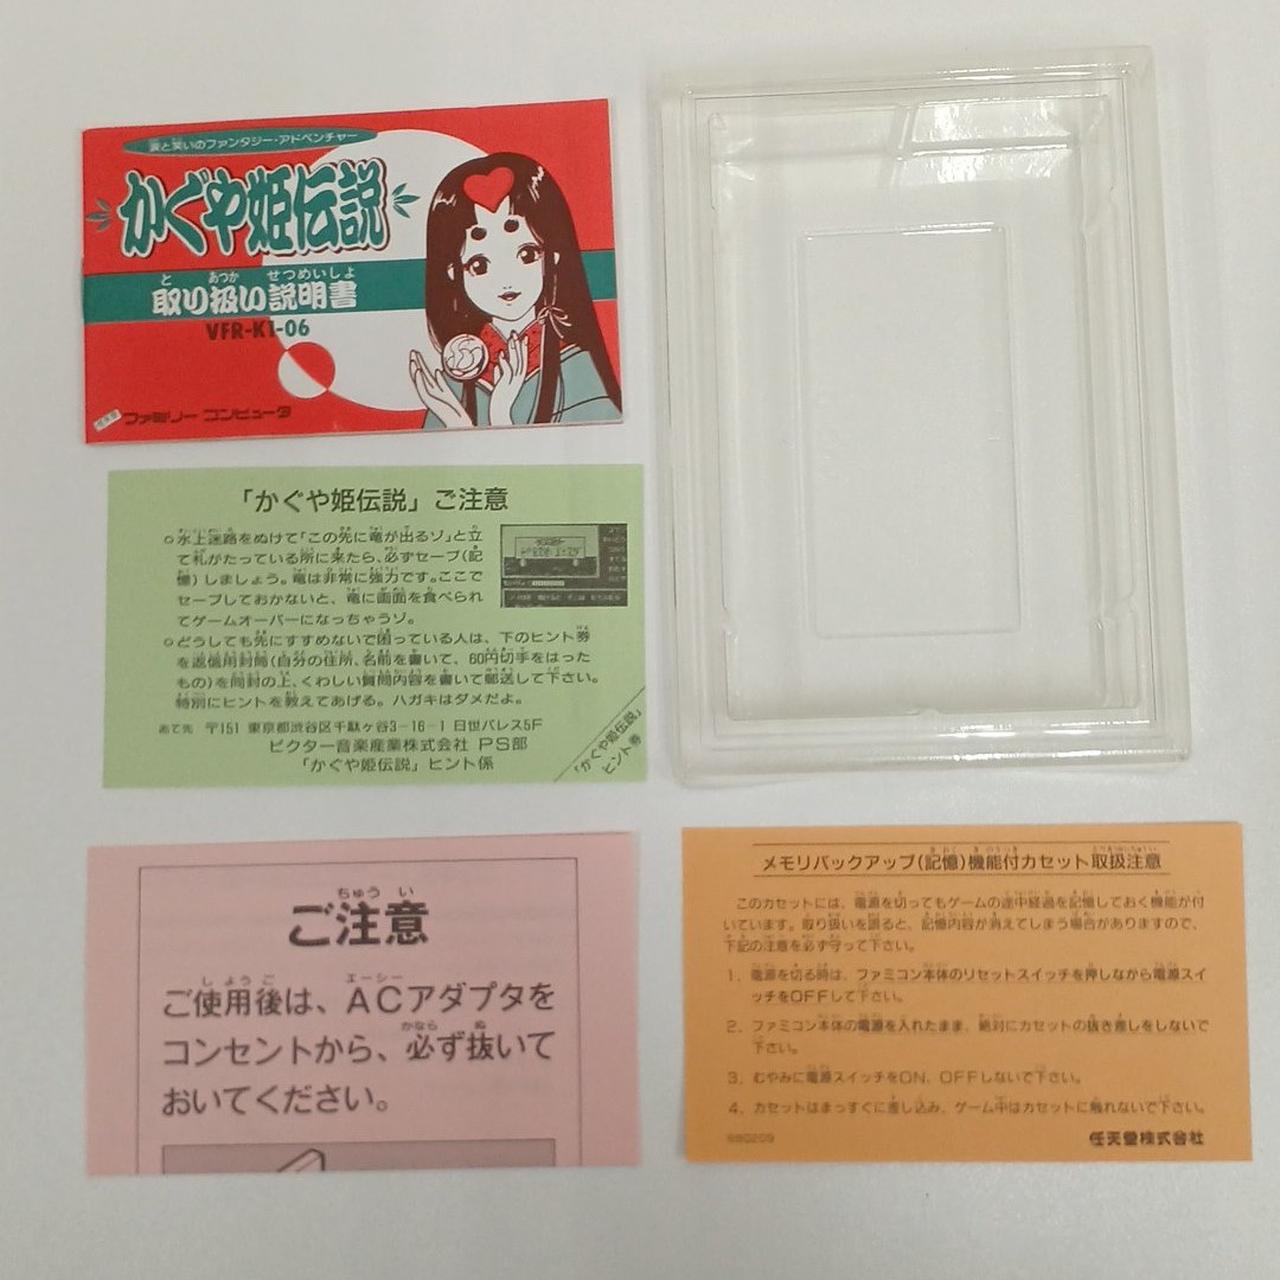 涙と笑いのファンタジー・アドベンチャー
かぐや姫伝説
と あつか せつめいしょ
取り扱い説明書
VFR-K1-06
ファミリー コンピュータ
「かぐや姫伝説」ご注意
○水上迷路をぬけて「この先に竜が出るゾ」と立
て札がたっている所に来たら、必ずセーブ(記
憶)しましょう。竜は非常に強力です。ここで
セーブしておかないと、竜に画面を食べられ
てゲームオーバーになっちゃうゾ。
○どうしても先にすすめないで困っている人は、下のヒント券
を返信用封筒(自分の住所、名前を書いて、60円切手をはった
もの)を同封の上、くわしい質問内容を書いて郵送して下さい。
特別にヒントを教えてあげる。ハガキはダメだよ。
あて先 〒151 東京都渋谷区千駄ヶ谷3-16-1 日世パレス5F
ビクター音楽産業株式会社 PS部
「かぐや姫伝説」ヒント係
「かぐや姫伝説」
ヒント券
ちゅう い
ご注意
しようご エーシー
ご使用後は、ACアダプタを
かなら ぬ
コンセントから、必ず抜いて
おいてください。
メモリバックアップ(記憶)機能付カセット取扱注意
このカセットには、電源を切ってもゲームの途中経過を記憶しておく機能が付
いています。取り扱いを誤ると、記憶内容が消えてしまう場合がありますので、
下記の注意を必ず守って下さい。
1. 電源を切る時は、ファミコン本体のリセットスイッチを押しながら電源スイ
ッチをOFFして下さい。
2. ファミコン本体の電源を入れたまま、絶対にカセットの抜き差しをしないで
下さい。
3. むやみに電源スイッチをON、OFFしないで下さい。
4. カセットはまっすぐに差し込み、ゲーム中はカセットに触れないで下さい。
880209
任天堂株式会社